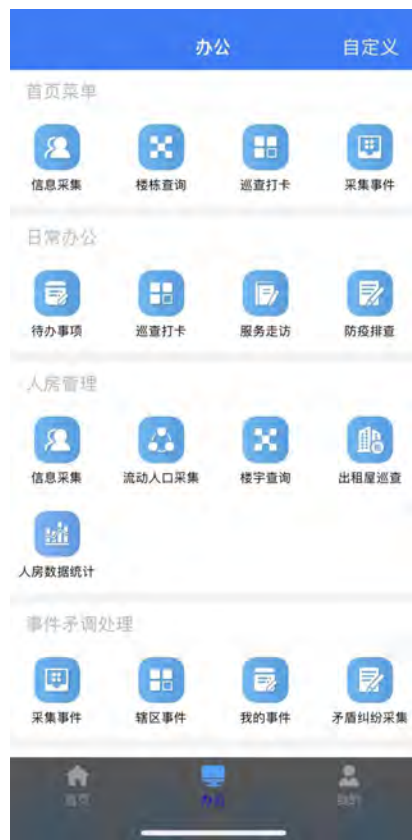 办公 自定义
首页菜单
信息采集 楼栋查询 巡查打卡 采集事件
日常办公
待办事项 巡查打卡 服务走访 防疫排查
人房管理
信息采集 流动人口采集 楼宇查询 出租屋巡查
人房数据统计
事件矛调处理
采集事件 辖区事件 我的事件 矛盾纠纷采集
首页 办公 我的